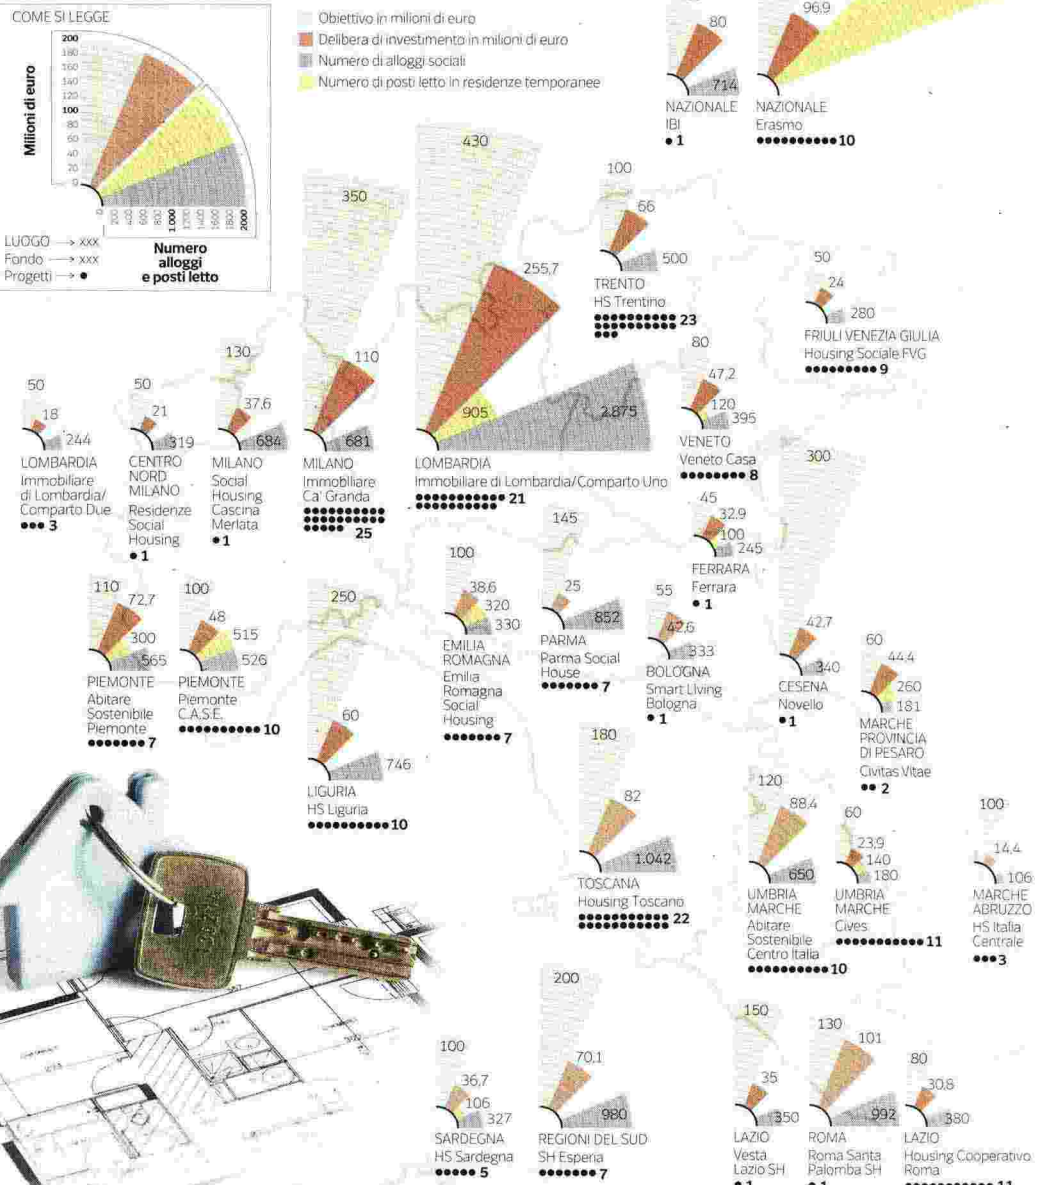 COME SI LEGGE
Milioni di euro
200
180
160
140
120
100
80
60
40
20
0
0
200
400
600
800
1.000
1200
1400
1600
1800
2000
Numero
alloggi
e posti letto
LUOGO → xxx
Fondo → xxx
Progetti → ●
Obiettivo in milioni di euro
Delibera di investimento in milioni di euro
Numero di alloggi sociali
Numero di posti letto in residenze temporanee
80
714
NAZIONALE
IBI
1
96,9
NAZIONALE
Erasmo
10
430
255,7
905
2.875
LOMBARDIA
Immobiliare di Lombardia/Comparto Uno
21
350
110
681
MILANO
Immobiliare
Ca' Granda
25
100
66
500
TRENTO
HS Trentino
23
50
24
280
FRIULI VENEZIA GIULIA
Housing Sociale FVG
9
50
18
244
LOMBARDIA
Immobiliare
di Lombardia/
Comparto Due
3
50
21
319
CENTRO
NORD
MILANO
Residenze
Social
Housing
1
130
37,6
684
MILANO
Social
Housing
Cascina
Merlata
1
80
47,2
120
395
VENETO
Veneto Casa
8
300
42,7
340
CESENA
Novello
1
45
32,9
100
245
FERRARA
Ferrara
1
110
72,7
300
565
PIEMONTE
Abitare
Sostenibile
Piemonte
7
100
48
515
526
PIEMONTE
Piemonte
C.A.S.E.
10
250
60
746
LIGURIA
HS Liguria
10
100
38,6
320
330
EMILIA
ROMAGNA
Emilia
Romagna
Social
Housing
7
145
25
852
PARMA
Parma Social
House
7
55
42,6
333
BOLOGNA
Smart Living
Bologna
1
60
44,4
260
181
MARCHE
PROVINCIA
DI PESARO
Civitas Vitae
2
180
82
1.042
TOSCANA
Housing Toscano
22
120
88,4
650
UMBRIA
MARCHE
Abitare
Sostenibile
Centro Italia
10
60
23,9
140
180
UMBRIA
MARCHE
Cives
11
100
14,4
106
MARCHE
ABRUZZO
HS Italia
Centrale
3
100
36,7
106
327
SARDEGNA
HS Sardegna
5
200
70,1
980
REGIONI DEL SUD
SH Esperia
7
150
35
350
LAZIO
Vesta
Lazio SH
1
130
101
992
ROMA
Roma Santa
Palomba SH
1
80
30,8
380
LAZIO
Housing Cooperativo
Roma
11